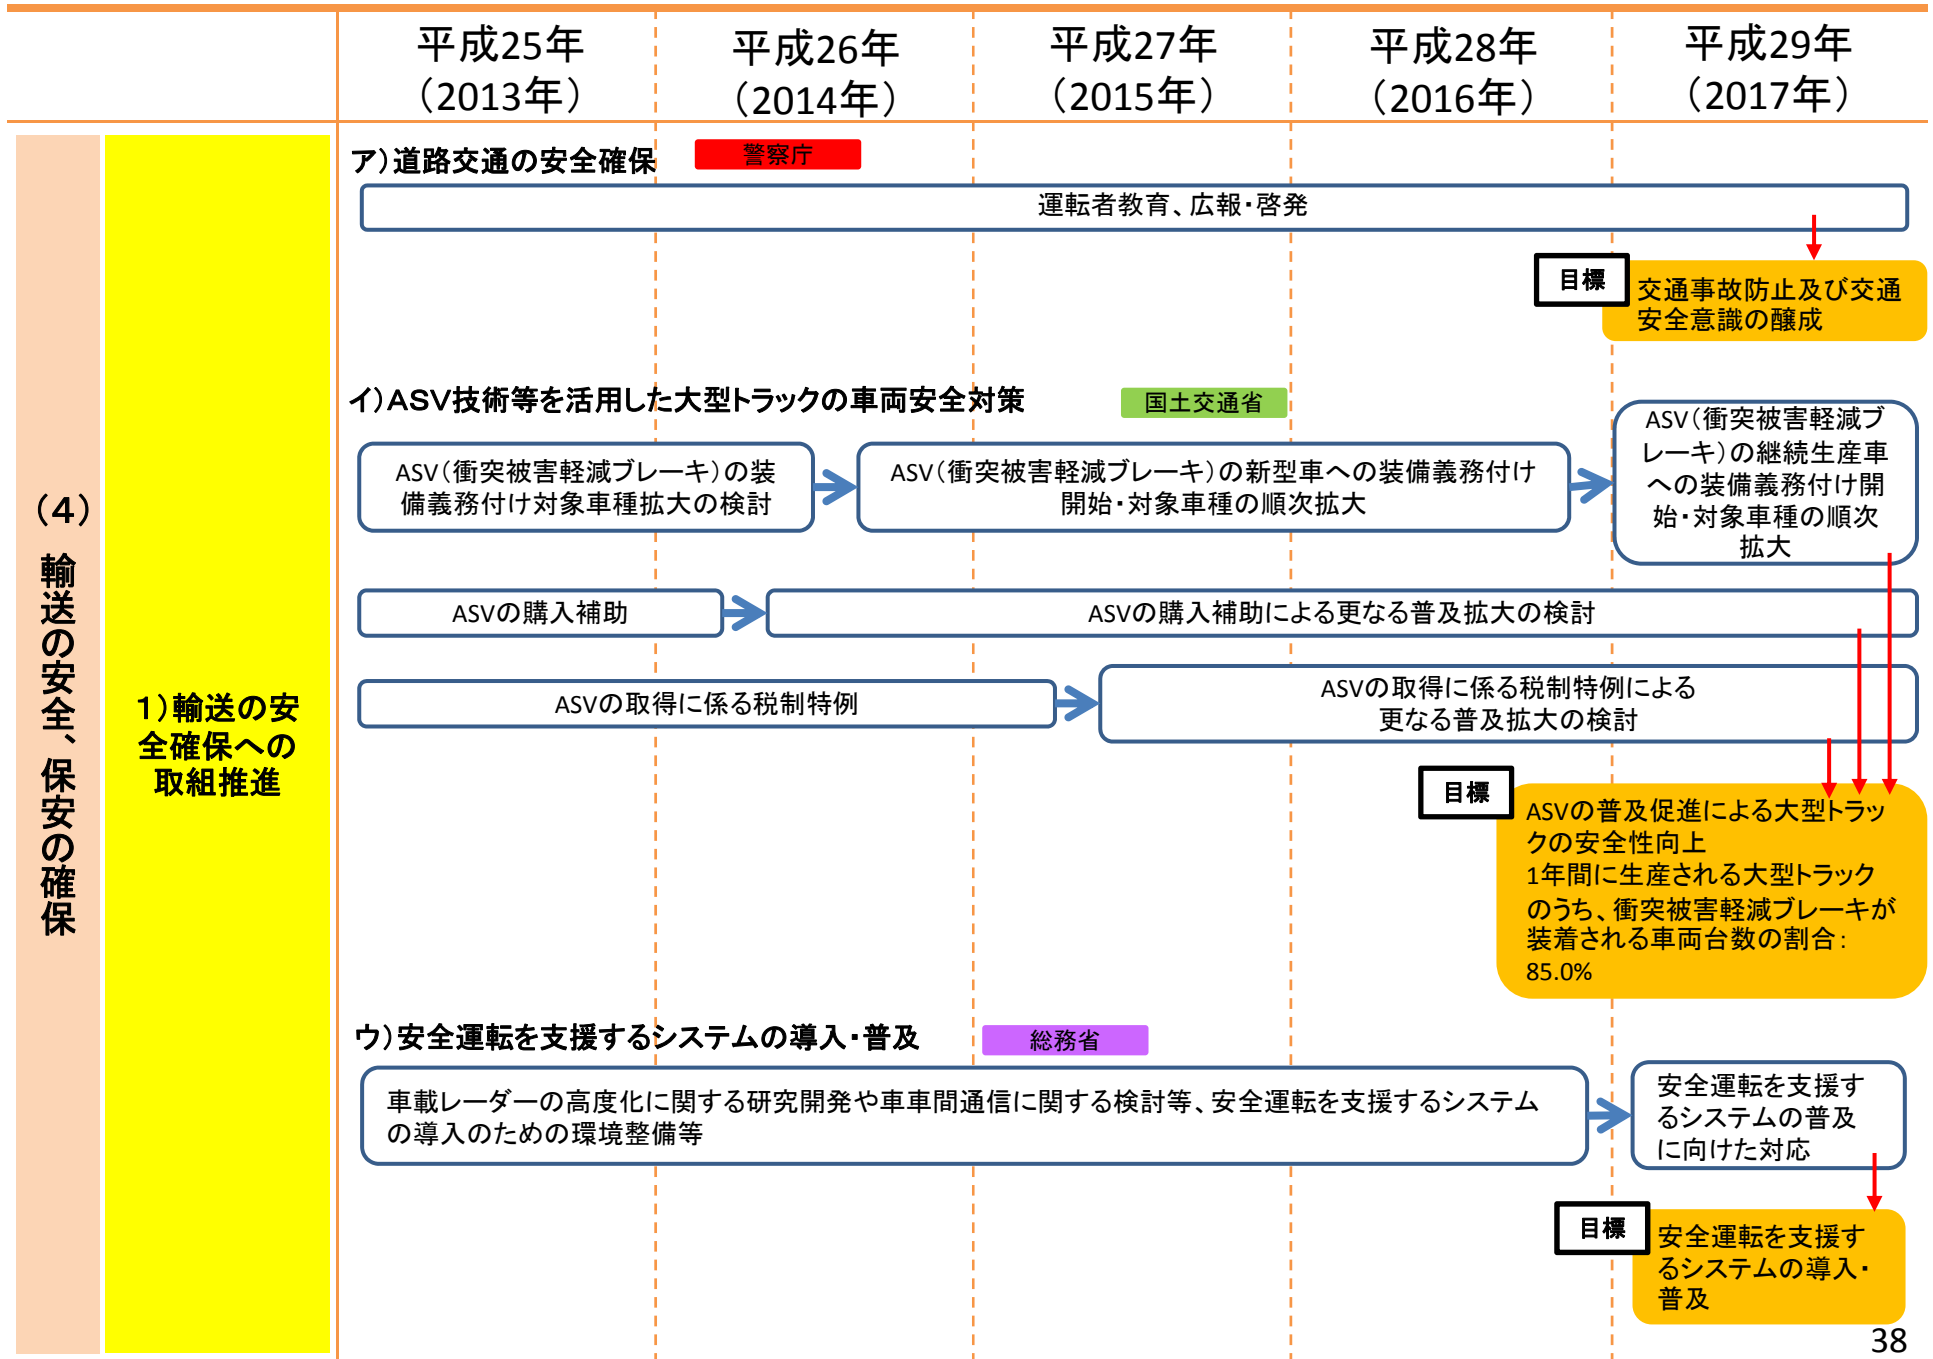 平成25年
（2013年）
平成26年
（2014年）
平成27年
（2015年）
平成28年
（2016年）
平成29年
（2017年）
（4） 輸送の安全、保安の確保
1）輸送の安
全確保への
取組推進
ア）道路交通の安全確保
警察庁
運転者教育、広報・啓発
目標
交通事故防止及び交通
安全意識の醸成
イ）ASV技術等を活用した大型トラックの車両安全対策
国土交通省
ASV（衝突被害軽減ブレーキ）の装
備義務付け対象車種拡大の検討
ASV（衝突被害軽減ブレーキ）の新型車への装備義務付け
開始・対象車種の順次拡大
ASV（衝突被害軽減ブ
レーキ）の継続生産車
への装備義務付け開
始・対象車種の順次
拡大
ASVの購入補助
ASVの購入補助による更なる普及拡大の検討
ASVの取得に係る税制特例
ASVの取得に係る税制特例による
更なる普及拡大の検討
目標
ASVの普及促進による大型トラッ
クの安全性向上
1年間に生産される大型トラック
のうち、衝突被害軽減ブレーキが
装着される車両台数の割合：
85.0%
ウ）安全運転を支援するシステムの導入・普及
総務省
車載レーダーの高度化に関する研究開発や車車間通信に関する検討等、安全運転を支援するシステム
の導入のための環境整備等
安全運転を支援す
るシステムの普及
に向けた対応
目標
安全運転を支援す
るシステムの導入・
普及
38